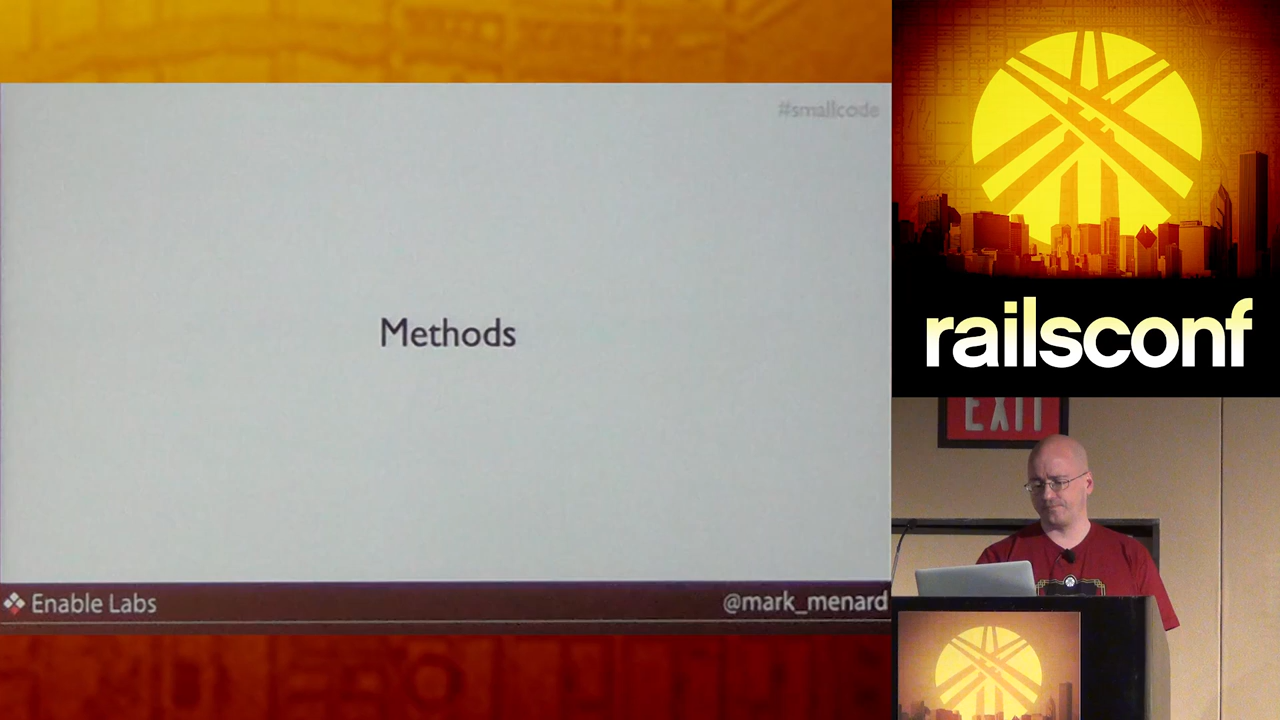 #smallcode
Methods
Enable Labs
@mark_menard
railsconf
EXIT